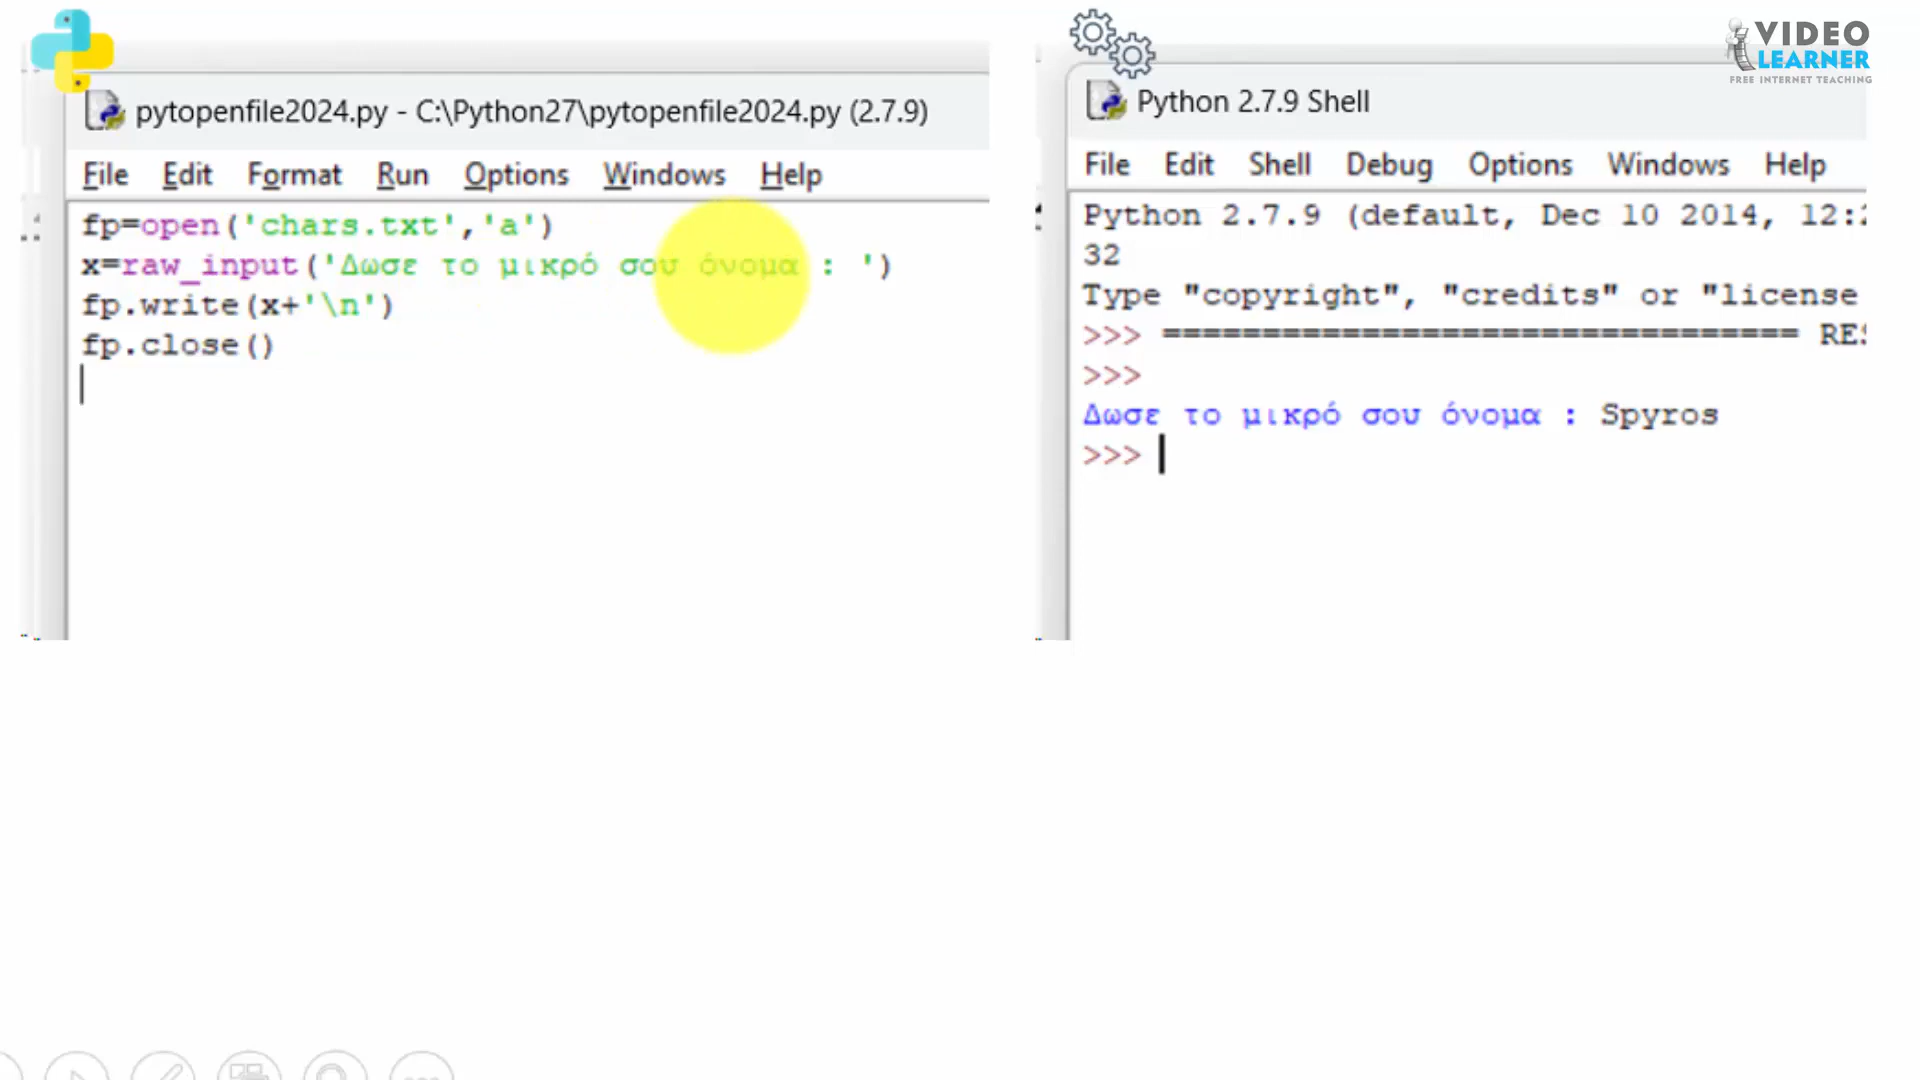 pytopenfile2024.py - C:\Python27\pytopenfile2024.py (2.7.9)
File Edit Format Run Options Windows Help
fp=open('chars.txt','a')
x=raw_input('Δωσε το μικρό σου όνομα : ')
fp.write(x+'\n')
fp.close()
Python 2.7.9 Shell
File Edit Shell Debug Options Windows Help
Python 2.7.9 (default, Dec 10 2014, 12:
32
Type "copyright", "credits" or "license
>>> ================================ RES
>>>
Δωσε το μικρό σου όνομα : Spyros
>>>
VIDEO
LEARNER
FREE INTERNET TEACHING